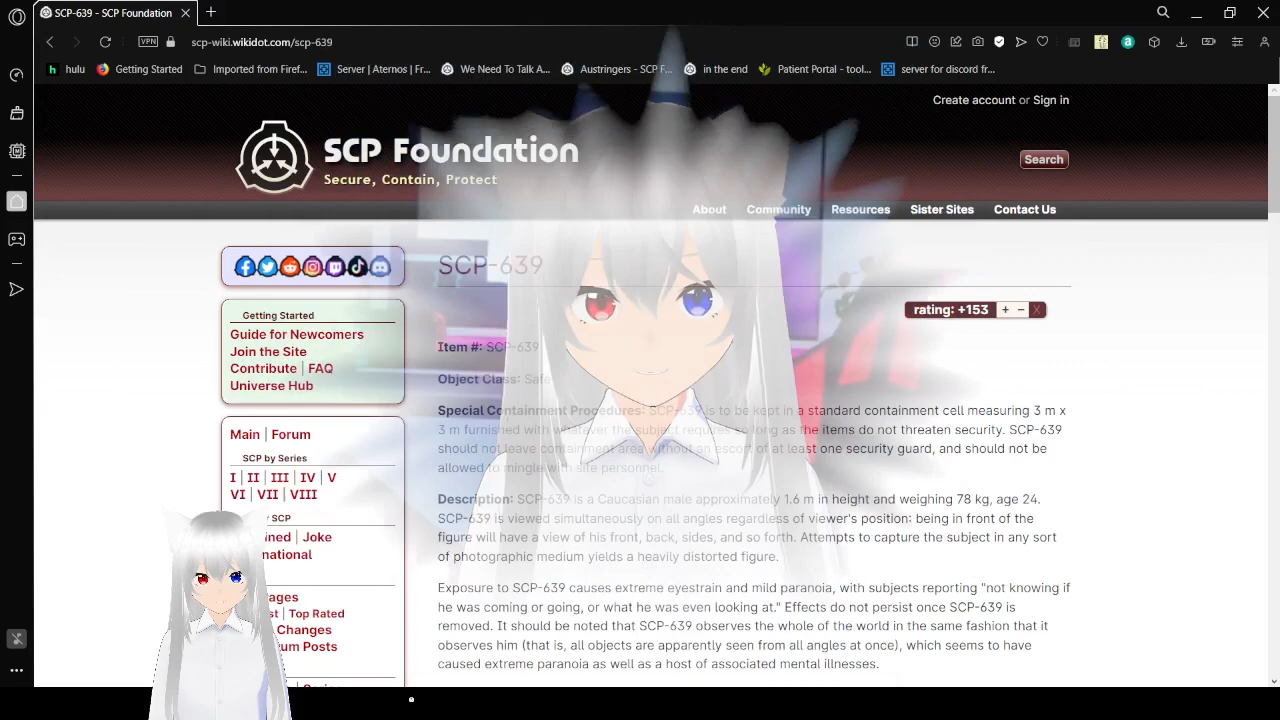 SCP-639 - SCP Foundation
VPN scp-wiki.wikidot.com/scp-639
hulu Getting Started Imported from Firef... Server | Aternos | Fr... We Need To Talk A... Austringers - SCP F... in the end Patient Portal - tool... server for discord fr...
Create account or Sign in
SCP Foundation
Secure, Contain, Protect
Search
About Community Resources Sister Sites Contact Us
SCP-639
rating: +153 + − X
Getting Started
Guide for Newcomers
Join the Site
Contribute | FAQ
Universe Hub
Main | Forum
SCP by Series
I | II | III | IV | V
VI | VII | VIII
SCP
Joke
Top Rated
Changes
Posts
Item #: SCP-639
Object Class: Safe
Special Containment Procedures: SCP-639 is to be kept in a standard containment cell measuring 3 m x
3 m furnished with whatever the subject requires so long as the items do not threaten security. SCP-639
should not leave containment area without an escort of at least one security guard, and should not be
allowed to mingle with site personnel.
Description: SCP-639 is a Caucasian male approximately 1.6 m in height and weighing 78 kg, age 24.
SCP-639 is viewed simultaneously on all angles regardless of viewer's position: being in front of the
figure will have a view of his front, back, sides, and so forth. Attempts to capture the subject in any sort
of photographic medium yields a heavily distorted figure.
Exposure to SCP-639 causes extreme eyestrain and mild paranoia, with subjects reporting "not knowing if
he was coming or going, or what he was even looking at." Effects do not persist once SCP-639 is
removed. It should be noted that SCP-639 observes the whole of the world in the same fashion that it
observes him (that is, all objects are apparently seen from all angles at once), which seems to have
caused extreme paranoia as well as a host of associated mental illnesses.